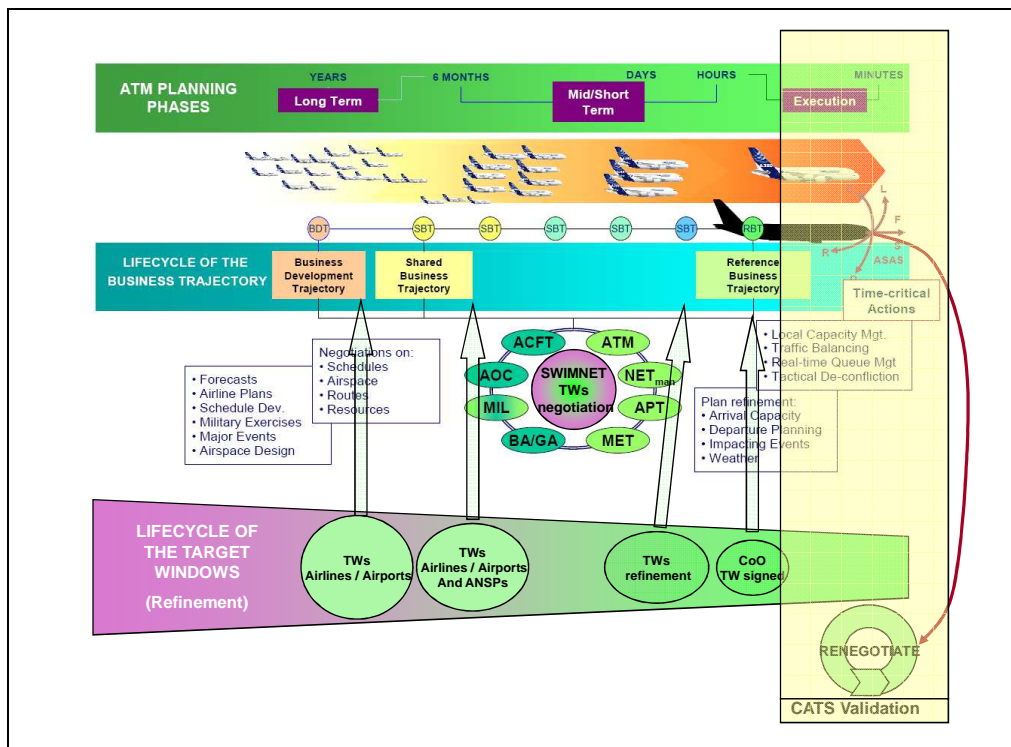 ATM PLANNING
PHASES
YEARS
6 MONTHS
DAYS
HOURS
MINUTES
Long Term
Mid/Short
Term
Execution
BDT
SBT
SBT
SBT
SBT
SBT
RBT
L
F
S
R
ASAS
LIFECYCLE OF THE
BUSINESS TRAJECTORY
Business
Development
Trajectory
Shared
Business
Trajectory
Reference
Business
Trajectory
Time-critical
Actions
• Local Capacity Mgt.
• Traffic Balancing
• Real-time Queue Mgt
• Tactical De-confliction
Negotiations on:
• Schedules
• Airspace
• Routes
• Resources
• Forecasts
• Airline Plans
• Schedule Dev.
• Military Exercises
• Major Events
• Airspace Design
ACFT
ATM
AOC
SWIMNET
TWs
negotiation
NETman
MIL
APT
BA/GA
MET
Plan refinement:
• Arrival Capacity
• Departure Planning
• Impacting Events
• Weather
LIFECYCLE OF
THE TARGET
WINDOWS
(Refinement)
TWs
Airlines / Airports
TWs
Airlines / Airports
And ANSPs
TWs
refinement
CoO
TW signed
RENEGOTIATE
CATS Validation